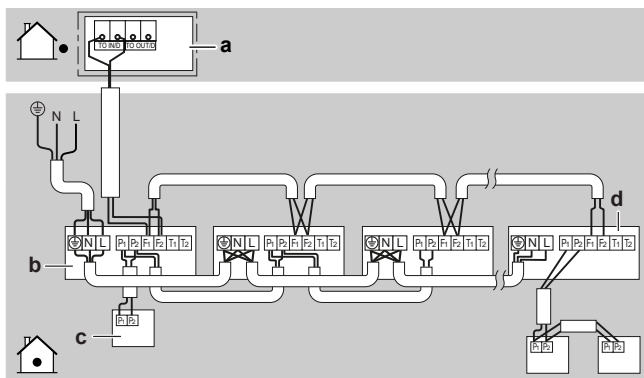 a
TO IN/D TO OUT/D
N L
d
N L P1 P2 F1 F2 T1 T2
N L P1 P2 F1 F2 T1 T2
N L P1 P2 F1 F2 T1 T2
N L P1 P2 F1 F2 T1 T2
b
c
P1 P2
P1 P2
P1 P2